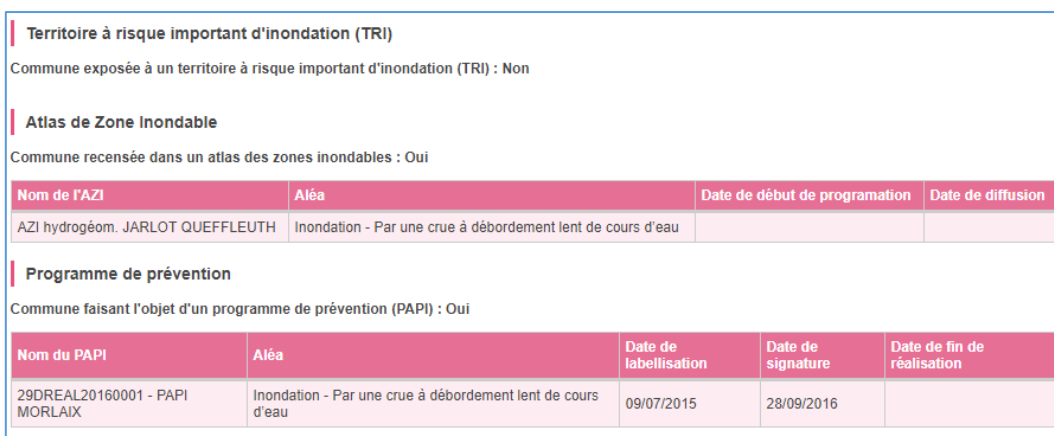 Territoire à risque important d'inondation (TRI)
Commune exposée à un territoire à risque important d'inondation (TRI) : Non
Atlas de Zone Inondable
Commune recensée dans un atlas des zones inondables : Oui
Nom de l'AZI Aléa Date de début de programation Date de diffusion
AZI hydrogéom. JARLOT QUEFFLEUTH Inondation - Par une crue à débordement lent de cours d'eau
Programme de prévention
Commune faisant l'objet d'un programme de prévention (PAPI) : Oui
Nom du PAPI Aléa Date de labellisation Date de signature Date de fin de réalisation
29DREAL20160001 - PAPI MORLAIX Inondation - Par une crue à débordement lent de cours d'eau 09/07/2015 28/09/2016